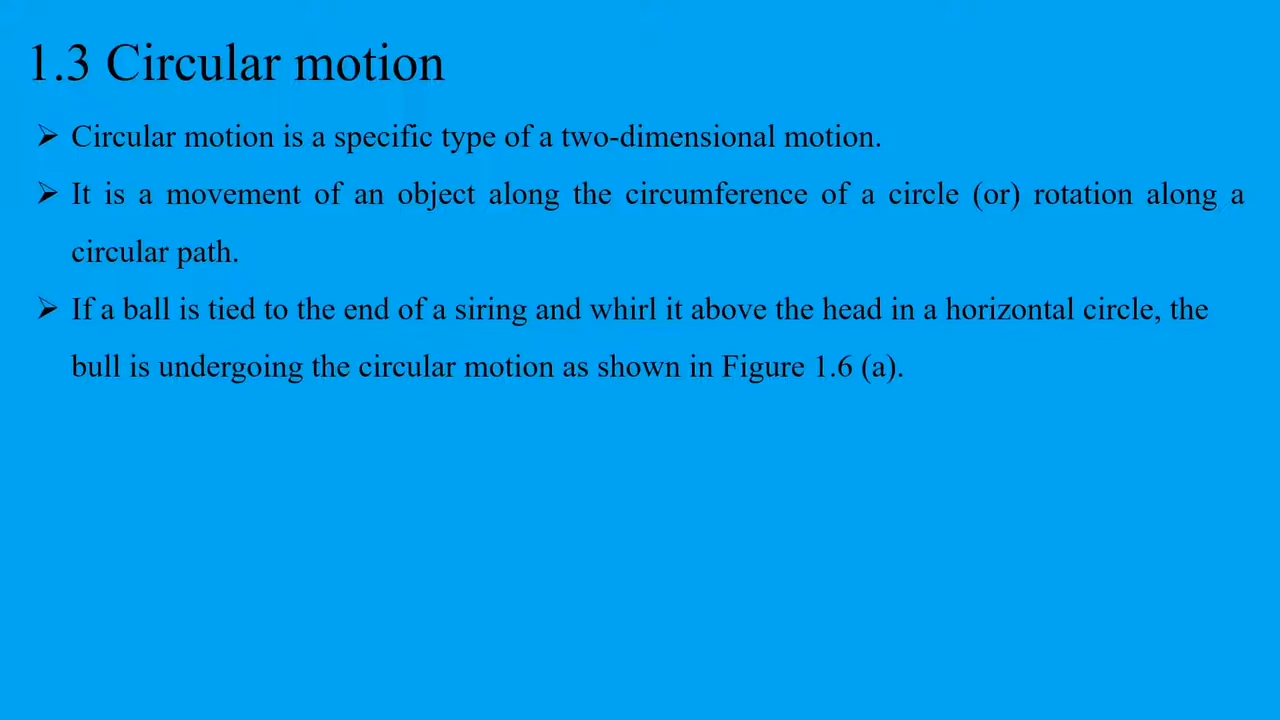 1.3 Circular motion
➢ Circular motion is a specific type of a two-dimensional motion.
➢ It is a movement of an object along the circumference of a circle (or) rotation along a
circular path.
➢ If a ball is tied to the end of a siring and whirl it above the head in a horizontal circle, the
bull is undergoing the circular motion as shown in Figure 1.6 (a).